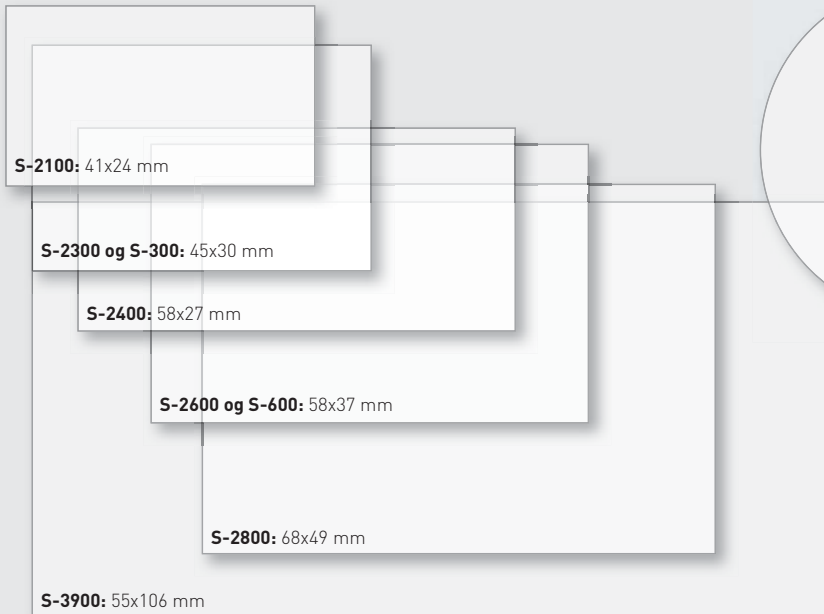 S-2100: 41x24 mm
S-2300 og S-300: 45x30 mm
S-2400: 58x27 mm
S-2600 og S-600: 58x37 mm
S-2800: 68x49 mm
S-3900: 55x106 mm